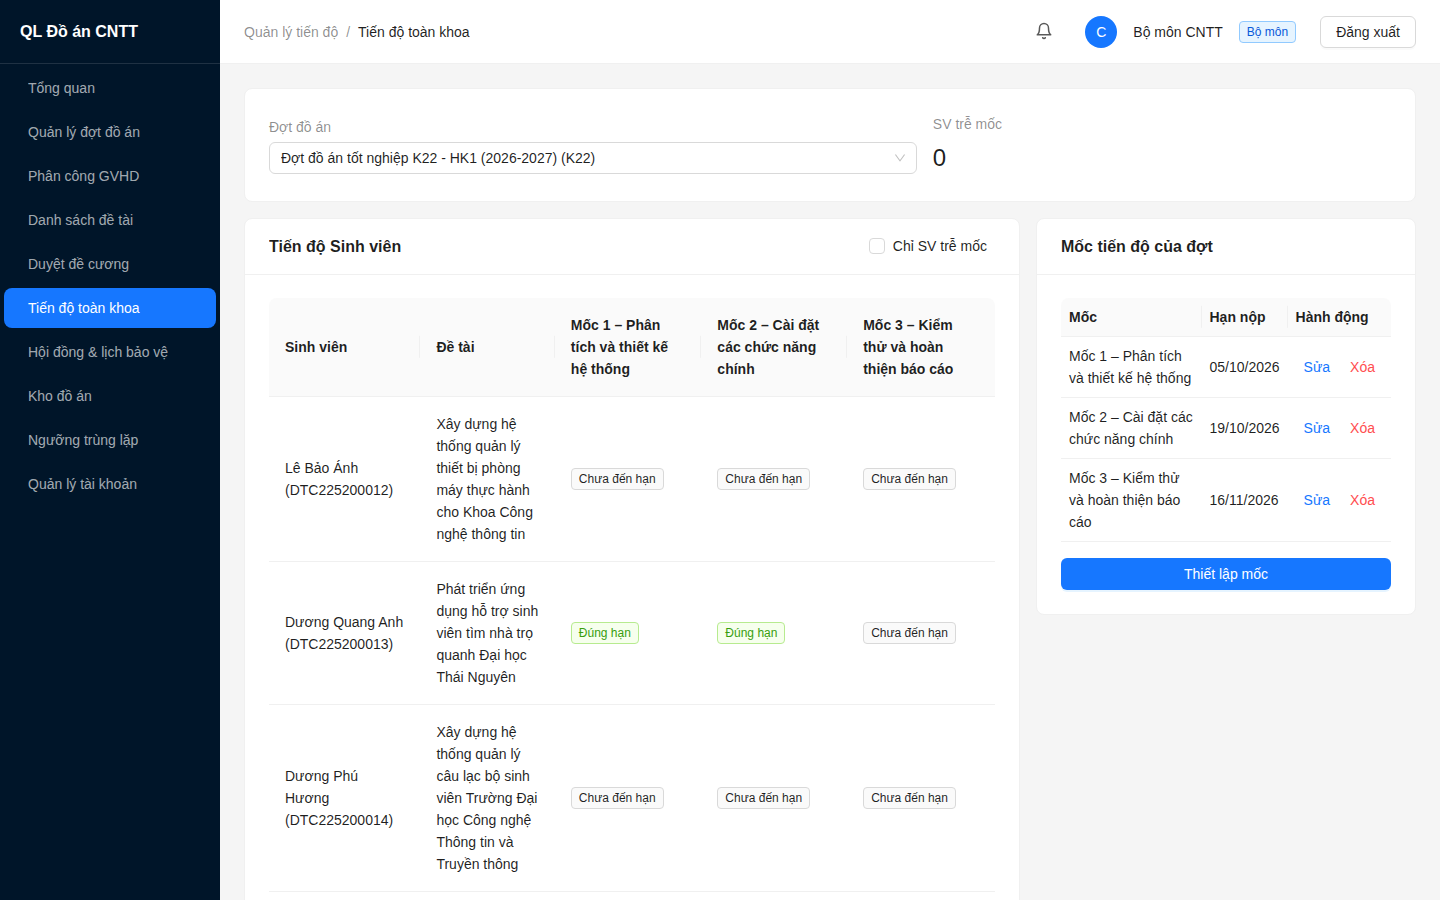 QL Đồ án CNTT
Tổng quan
Quản lý đợt đồ án
Phân công GVHD
Danh sách đề tài
Duyệt đề cương
Tiến độ toàn khoa
Hội đồng & lịch bảo vệ
Kho đồ án
Ngưỡng trùng lặp
Quản lý tài khoản
Quản lý tiến độ / Tiến độ toàn khoa
C
Bộ môn CNTT
Bộ môn
Đăng xuất
Đợt đồ án
Đợt đồ án tốt nghiệp K22 - HK1 (2026-2027) (K22)
SV trễ mốc
0
Tiến độ Sinh viên
Chỉ SV trễ mốc
Sinh viên
Đề tài
Mốc 1 – Phân
tích và thiết kế
hệ thống
Mốc 2 – Cài đặt
các chức năng
chính
Mốc 3 – Kiểm
thử và hoàn
thiện báo cáo
Lê Bảo Ánh
(DTC225200012)
Xây dựng hệ
thống quản lý
thiết bị phòng
máy thực hành
cho Khoa Công
nghệ thông tin
Chưa đến hạn
Chưa đến hạn
Chưa đến hạn
Dương Quang Anh
(DTC225200013)
Phát triển ứng
dụng hỗ trợ sinh
viên tìm nhà trọ
quanh Đại học
Thái Nguyên
Đúng hạn
Đúng hạn
Chưa đến hạn
Dương Phú
Hương
(DTC225200014)
Xây dựng hệ
thống quản lý
câu lạc bộ sinh
viên Trường Đại
học Công nghệ
Thông tin và
Truyền thông
Chưa đến hạn
Chưa đến hạn
Chưa đến hạn
Mốc tiến độ của đợt
Mốc
Hạn nộp
Hành động
Mốc 1 – Phân tích
và thiết kế hệ thống
05/10/2026
Sửa
Xóa
Mốc 2 – Cài đặt các
chức năng chính
19/10/2026
Sửa
Xóa
Mốc 3 – Kiểm thử
và hoàn thiện báo
cáo
16/11/2026
Sửa
Xóa
Thiết lập mốc